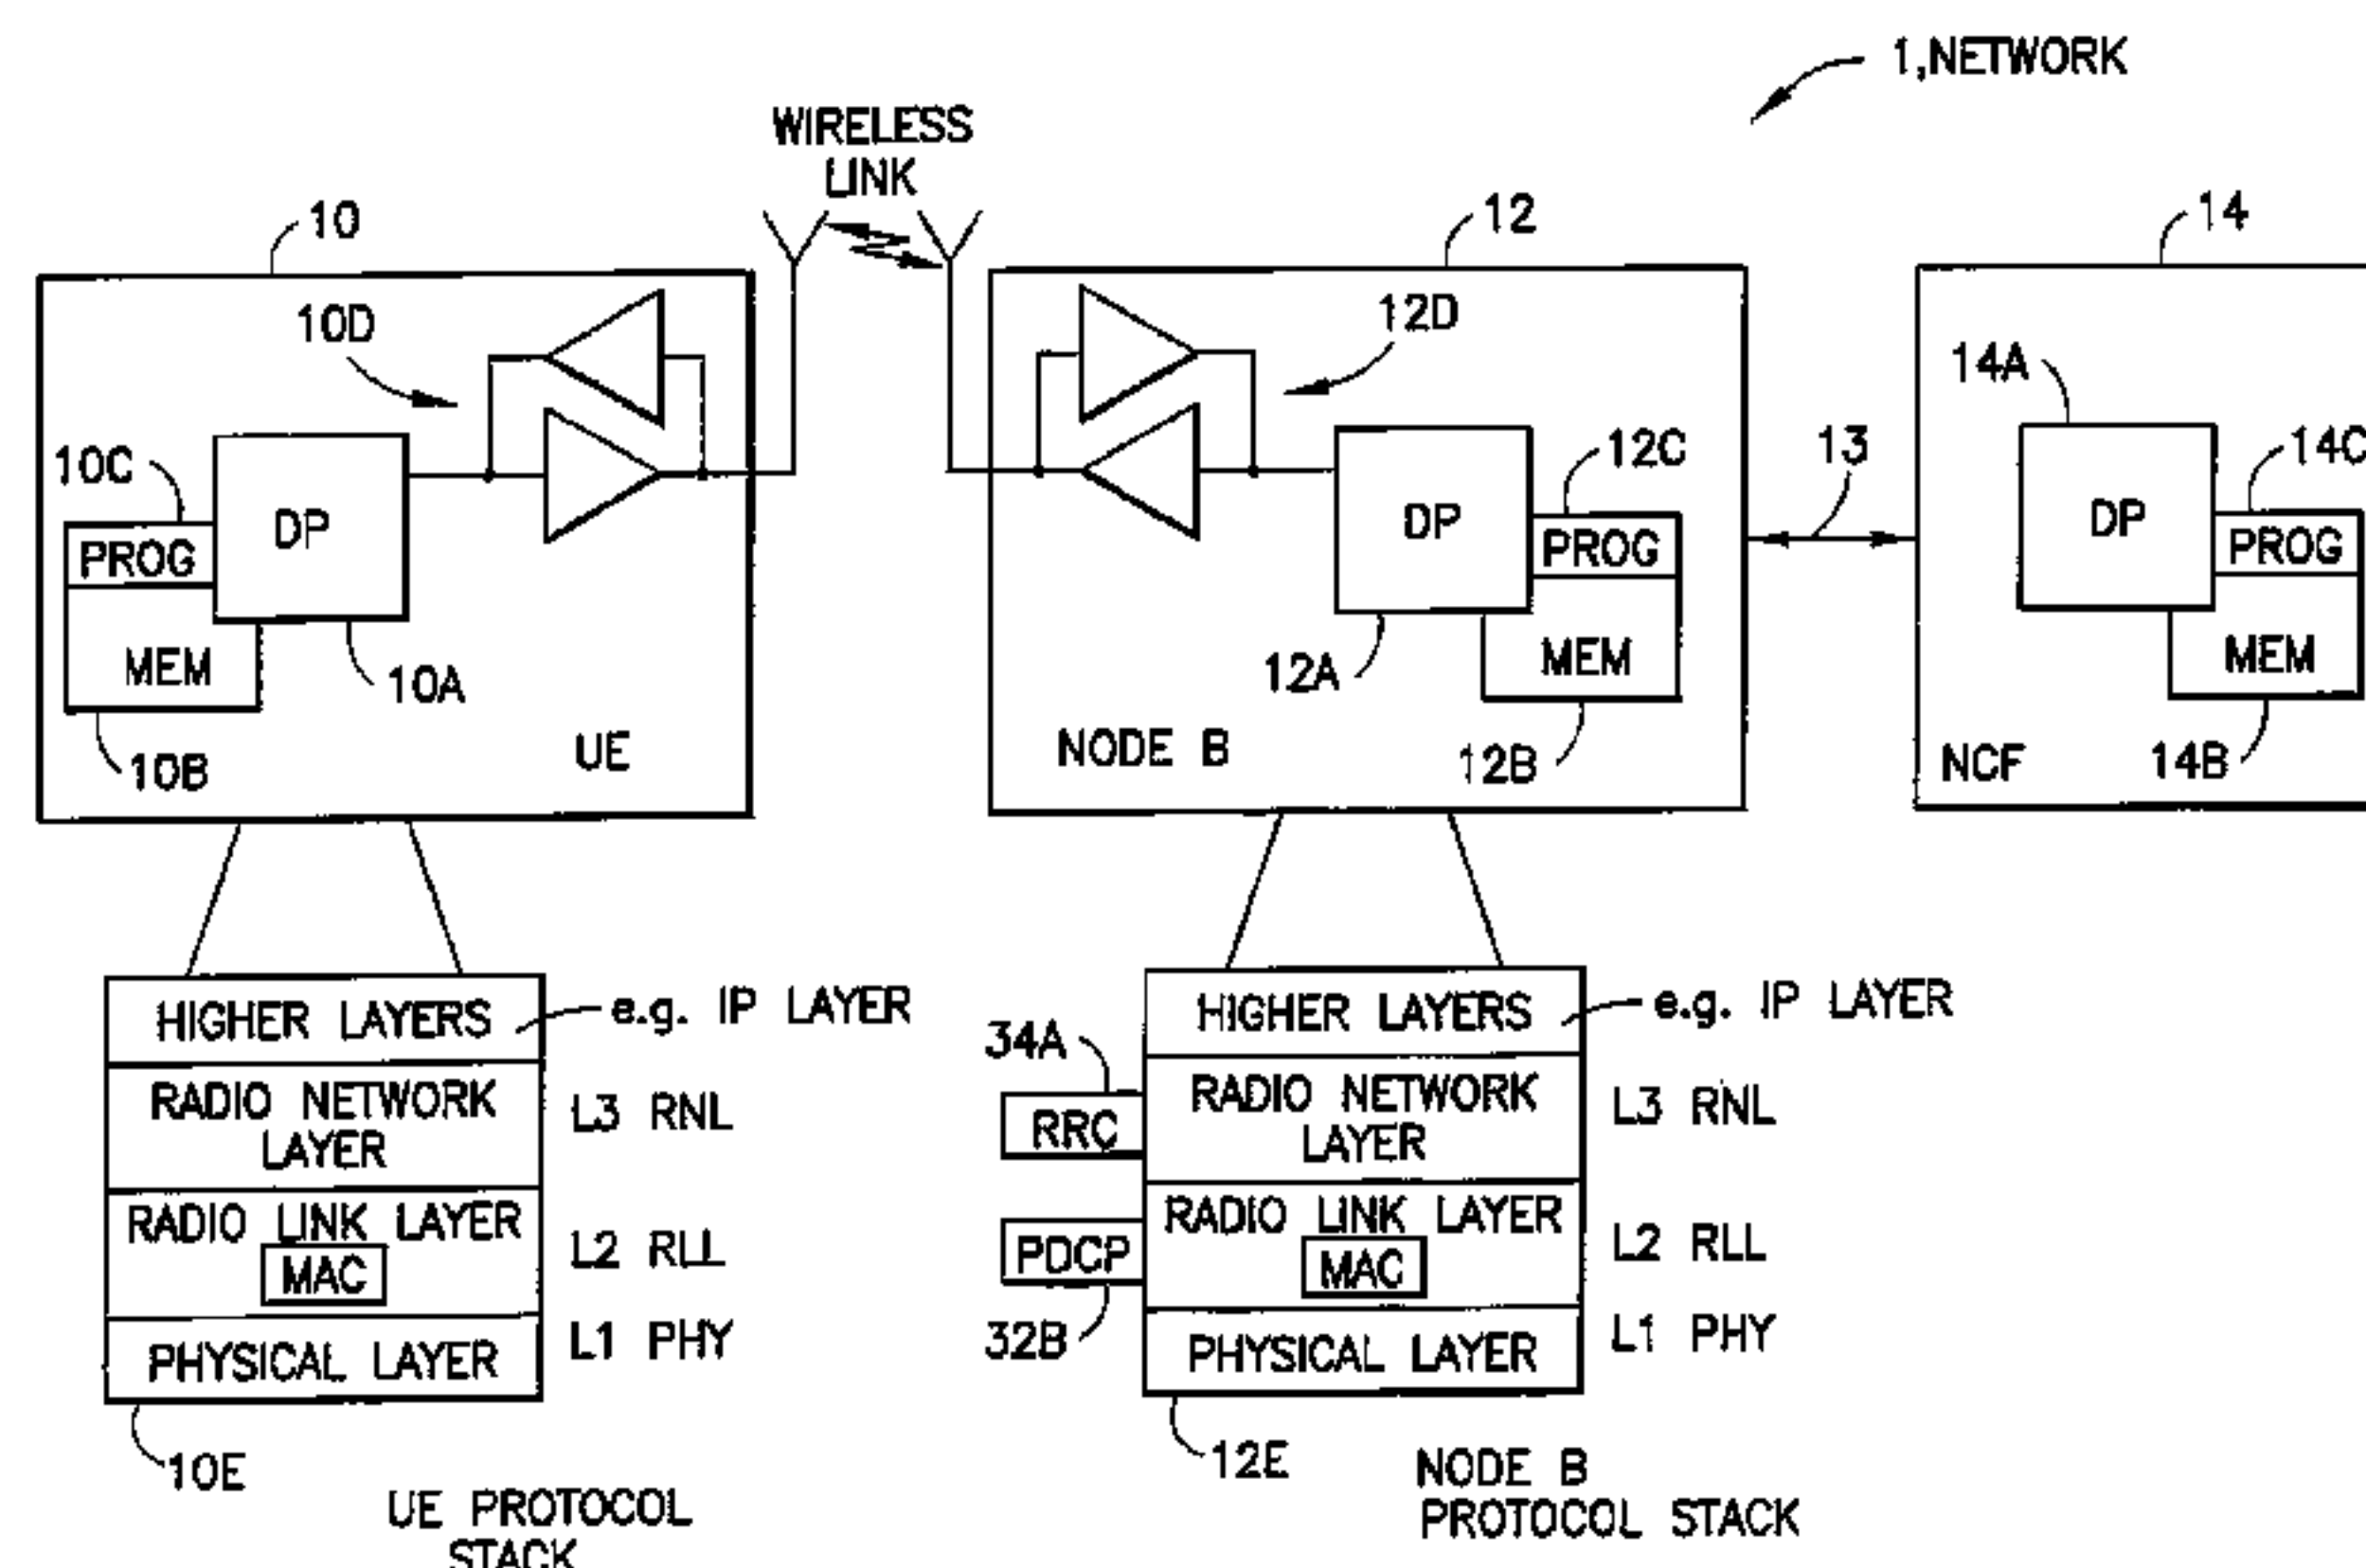 1,NETWORK
WIRELESS
LINK
10
12
14
10D
12D
14A
10C
12C
13
14C
DP
DP
DP
PROG
PROG
PROG
MEM
MEM
MEM
10A
12A
10B
UE
NODE B
12B
NCF
14B
HIGHER LAYERS
e.g. IP LAYER
RADIO NETWORK
LAYER
L3 RNL
RADIO LINK LAYER
MAC
L2 RLL
PHYSICAL LAYER
L1 PHY
10E
UE PROTOCOL
STACK
HIGHER LAYERS
e.g. IP LAYER
34A
RRC
RADIO NETWORK
LAYER
L3 RNL
PDCP
RADIO LINK LAYER
MAC
L2 RLL
32B
PHYSICAL LAYER
L1 PHY
12E
NODE B
PROTOCOL STACK